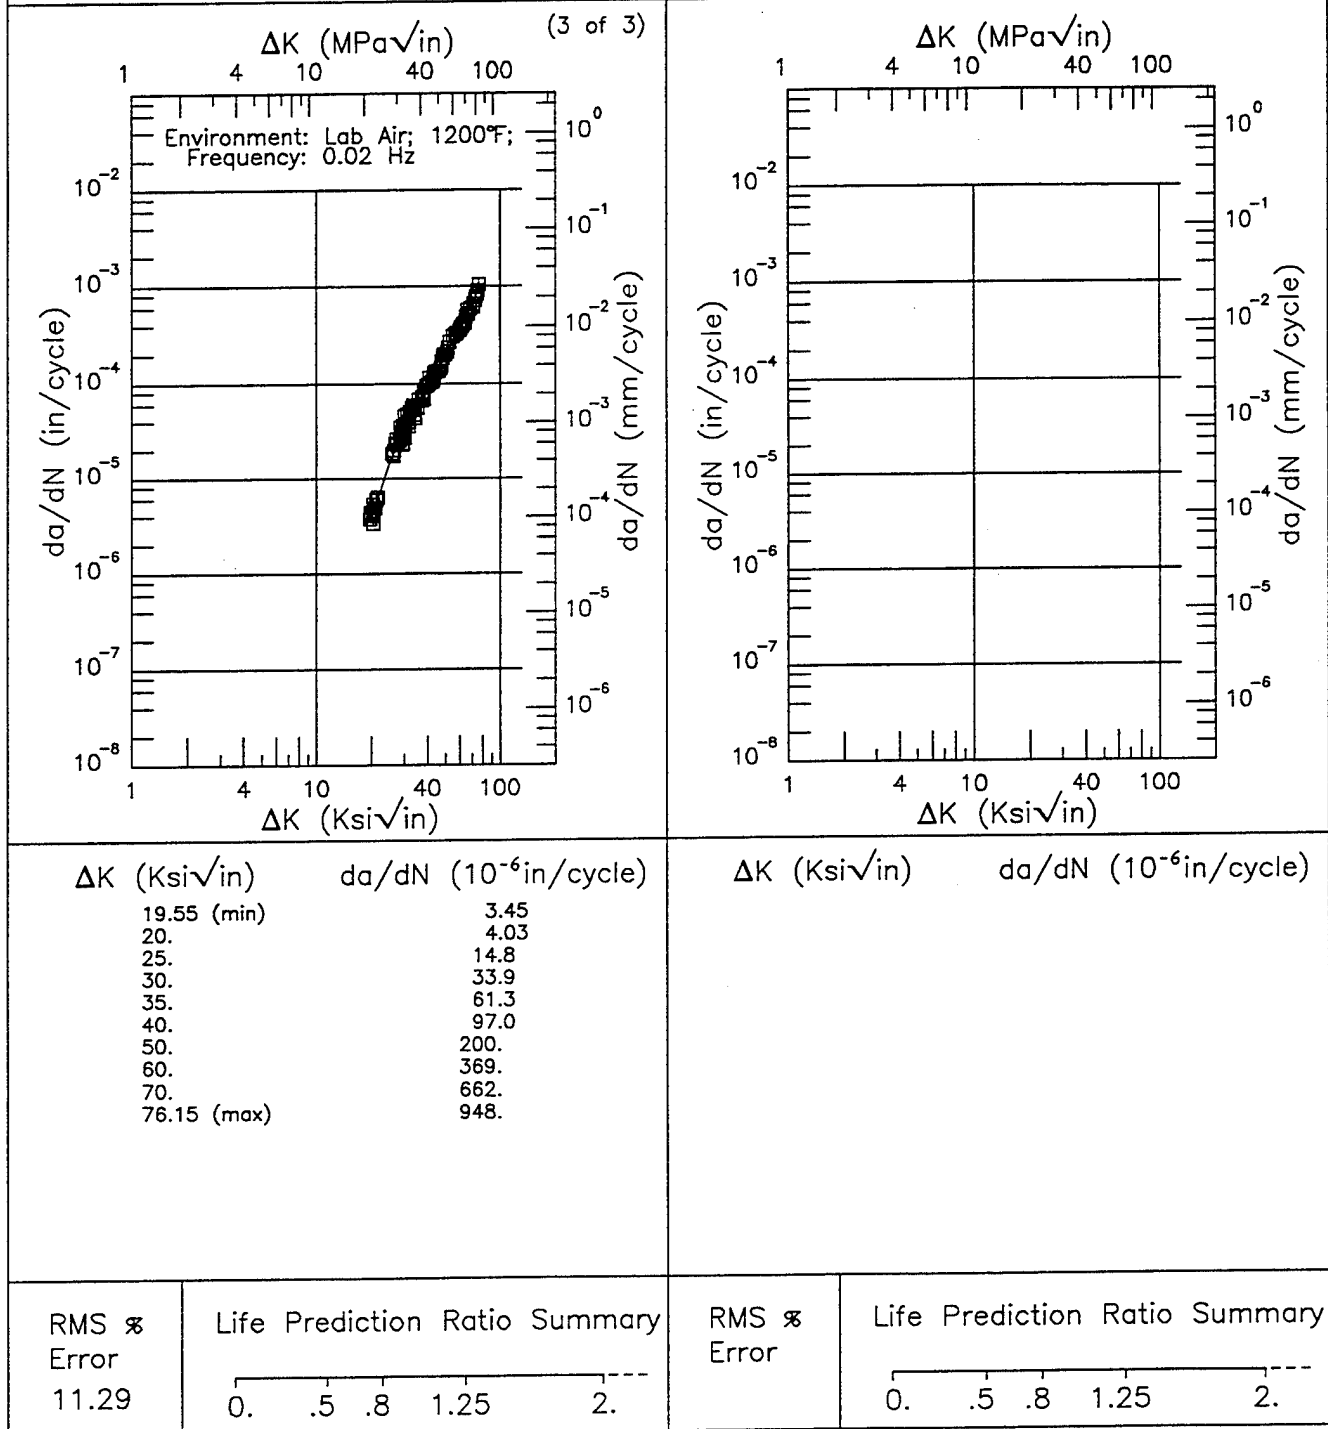 (3 of 3)
ΔK (MPa√in)
1 4 10 40 100
Environment: Lab Air; 1200°F;
Frequency: 0.02 Hz
da/dN (in/cycle)
10⁻²
10⁻³
10⁻⁴
10⁻⁵
10⁻⁶
10⁻⁷
10⁻⁸
10⁰
10⁻¹
10⁻²
10⁻³
10⁻⁴
10⁻⁵
10⁻⁶
da/dN (mm/cycle)
1 4 10 40 100
ΔK (Ksi√in)
ΔK (MPa√in)
1 4 10 40 100
da/dN (in/cycle)
10⁻²
10⁻³
10⁻⁴
10⁻⁵
10⁻⁶
10⁻⁷
10⁻⁸
10⁰
10⁻¹
10⁻²
10⁻³
10⁻⁴
10⁻⁵
10⁻⁶
da/dN (mm/cycle)
1 4 10 40 100
ΔK (Ksi√in)
ΔK (Ksi√in) da/dN (10⁻⁶in/cycle)
19.55 (min) 3.45
20. 4.03
25. 14.8
30. 33.9
35. 61.3
40. 97.0
50. 200.
60. 369.
70. 662.
76.15 (max) 948.
ΔK (Ksi√in) da/dN (10⁻⁶in/cycle)
RMS %
Error
11.29
Life Prediction Ratio Summary
0. .5 .8 1.25 2.
RMS %
Error
Life Prediction Ratio Summary
0. .5 .8 1.25 2.